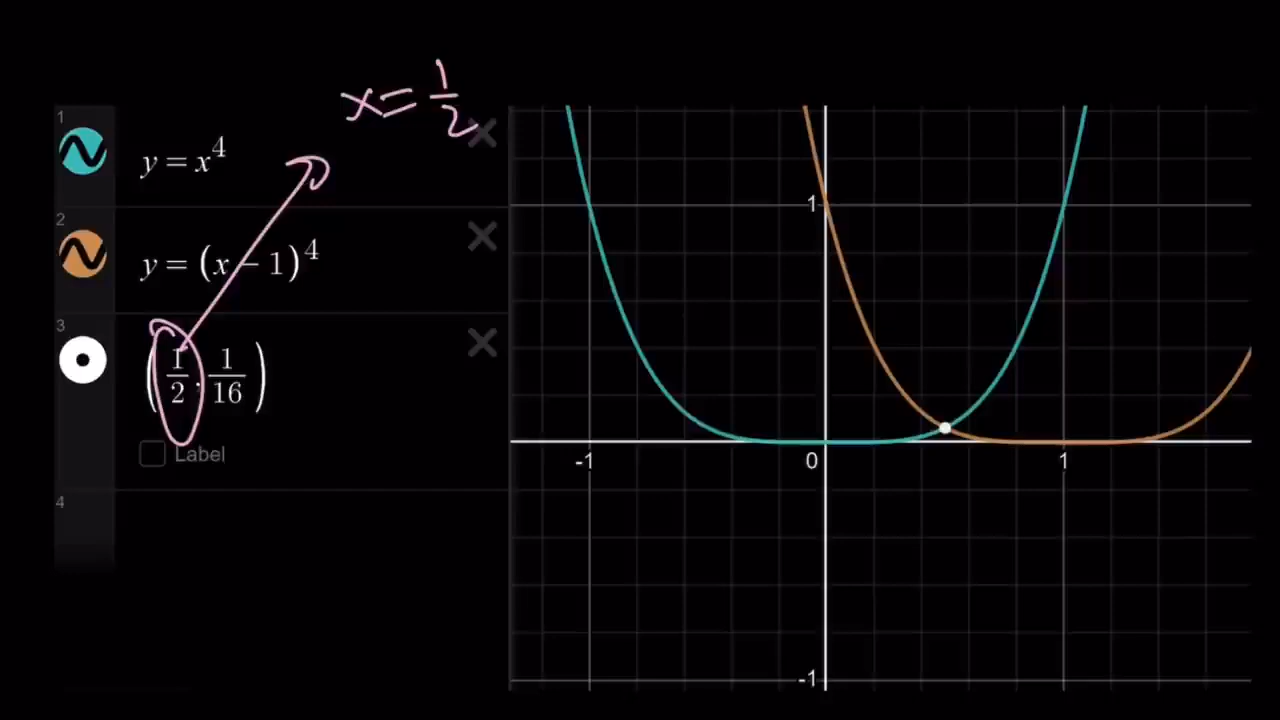 x = 1/2
1
y = x^4
2
y = (x - 1)^4
3
(1/2, 1/16)
Label
4
1
-1
0
1
-1